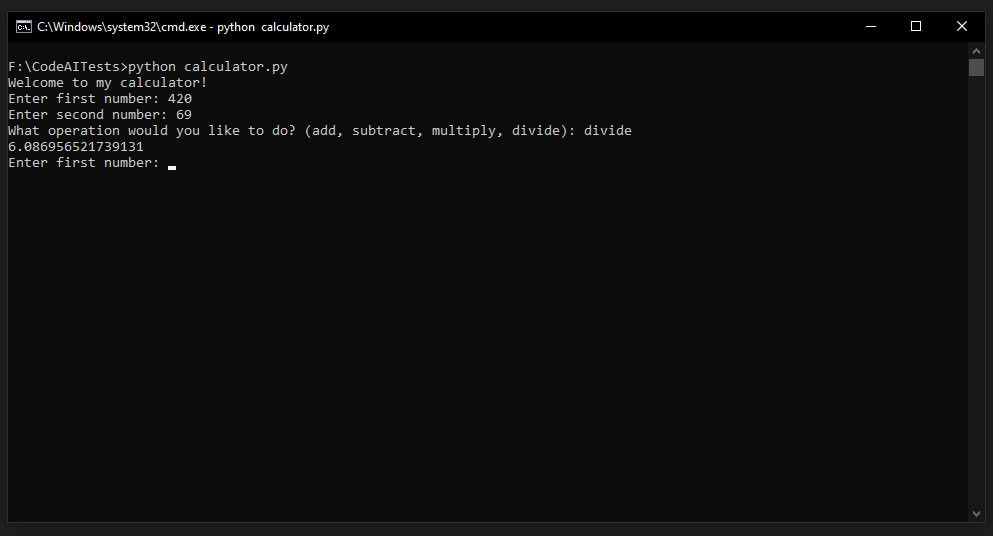 C:\Windows\system32\cmd.exe - python  calculator.py
F:\CodeAITests>python calculator.py
Welcome to my calculator!
Enter first number: 420
Enter second number: 69
What operation would you like to do? (add, subtract, multiply, divide): divide
6.086956521739131
Enter first number: